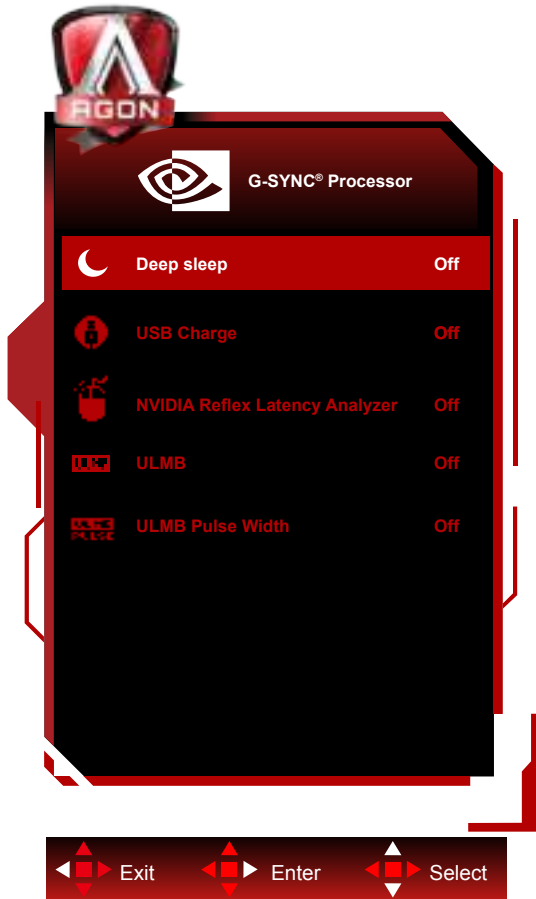 AGON
G-SYNC® Processor
Deep sleep Off
USB Charge Off
NVIDIA Reflex Latency Analyzer Off
ULMB Off
ULMB Pulse Width Off
Exit Enter Select